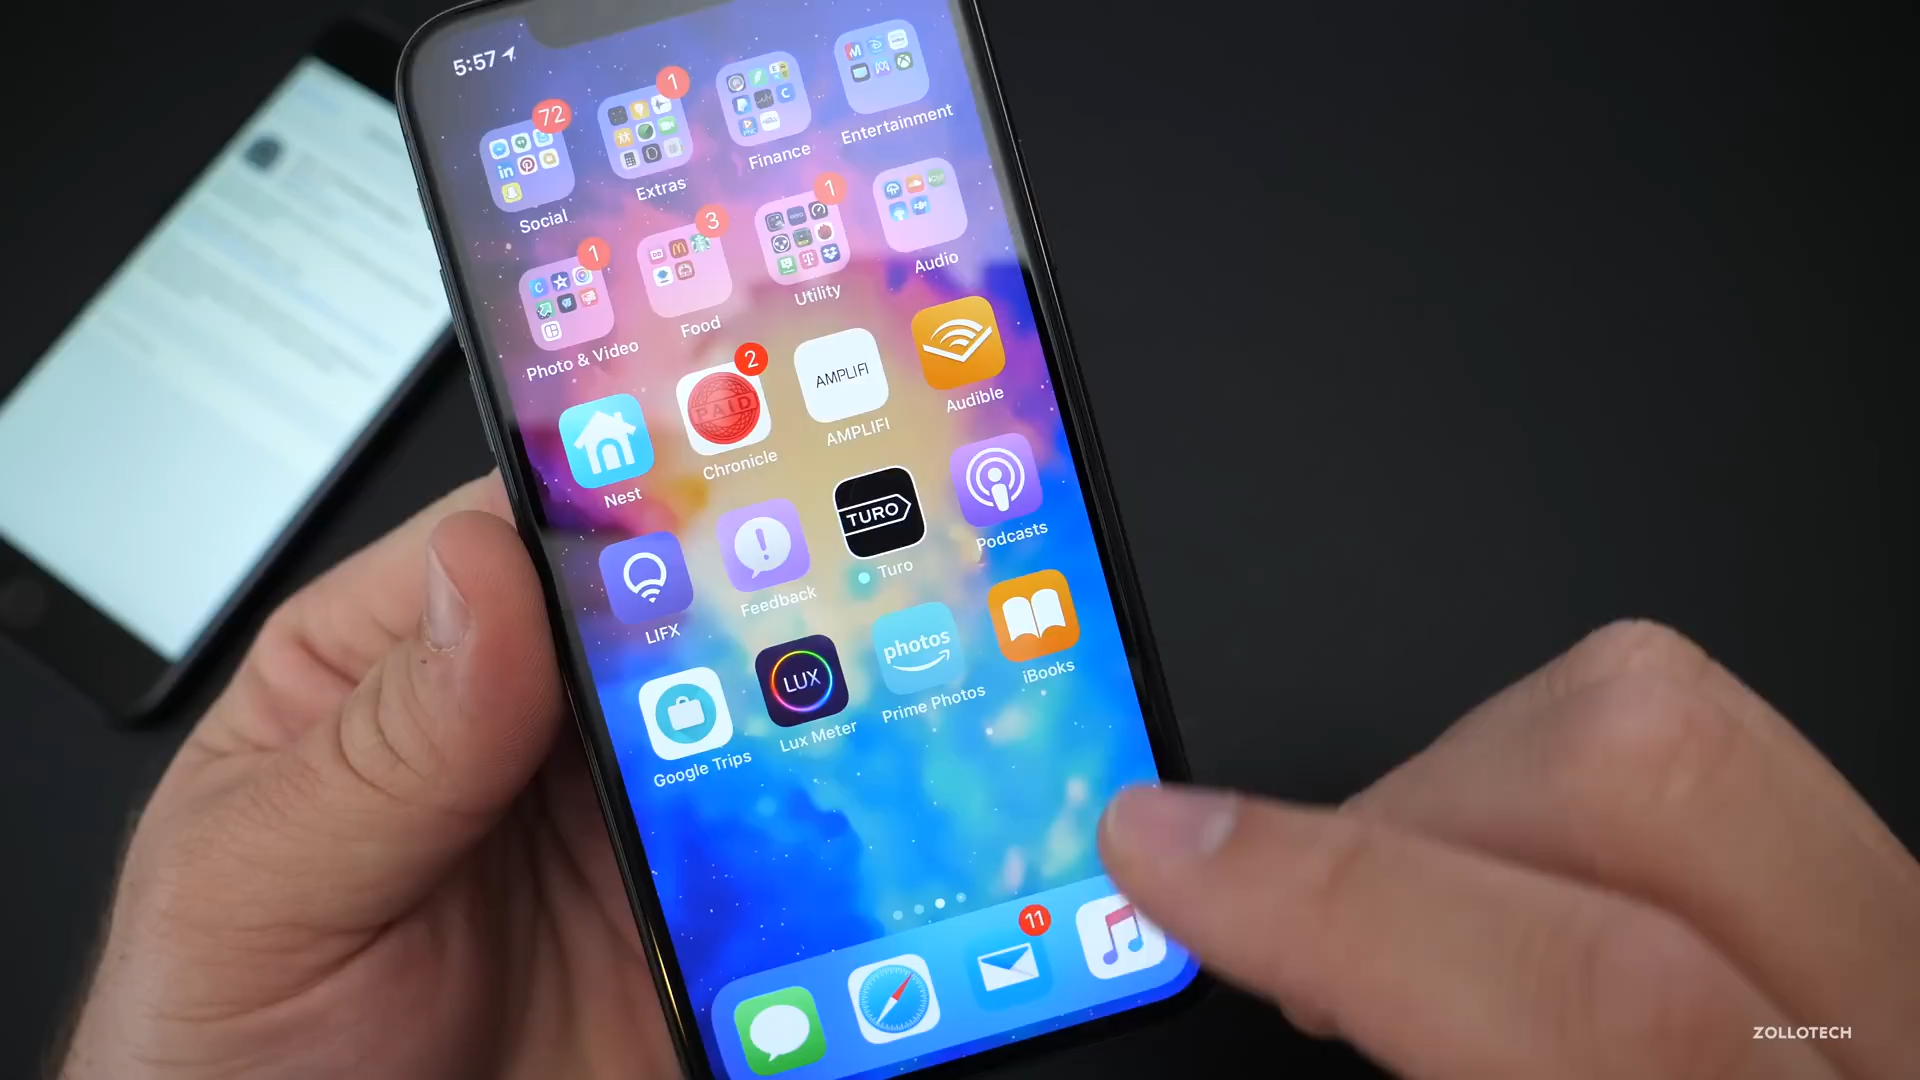 5:57
72
1
Social
Extras
Finance
Entertainment
1
3
1
Photo & Video
Food
Utility
Audio
2
PAID
AMPLIFI
Nest
Chronicle
AMPLIFI
Audible
TURO
LIFX
Feedback
Turo
Podcasts
LUX
photos
Google Trips
Lux Meter
Prime Photos
iBooks
11
ZOLLOTECH